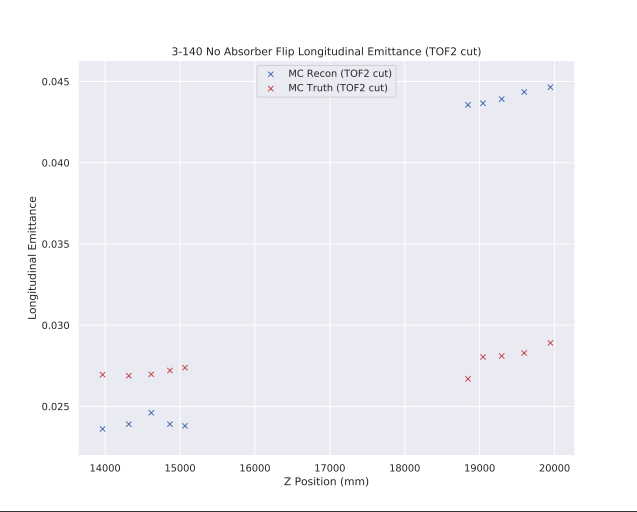 3-140 No Absorber Flip Longitudinal Emittance (TOF2 cut)
MC Recon (TOF2 cut)
MC Truth (TOF2 cut)
0.045
0.040
0.035
0.030
0.025
Longitudinal Emittance
14000 15000 16000 17000 18000 19000 20000
Z Position (mm)